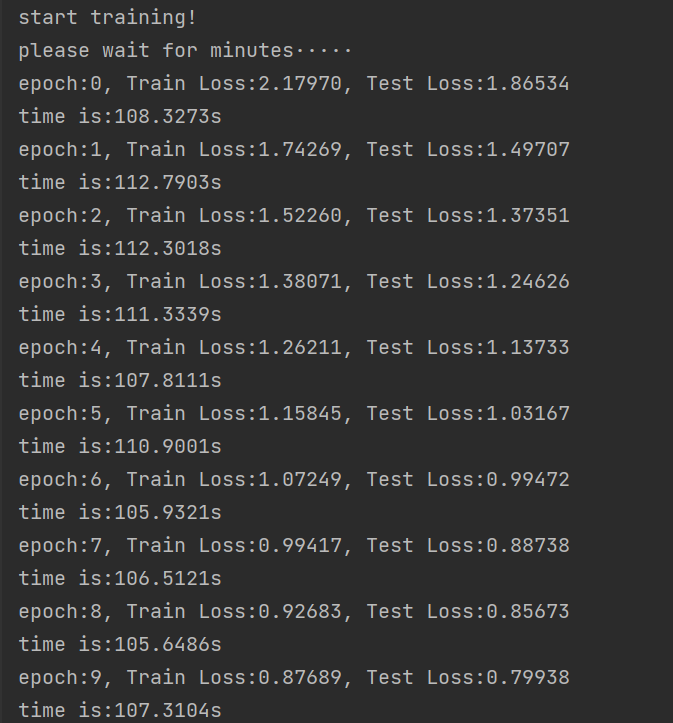 start training!
please wait for minutes·····
epoch:0, Train Loss:2.17970, Test Loss:1.86534
time is:108.3273s
epoch:1, Train Loss:1.74269, Test Loss:1.49707
time is:112.7903s
epoch:2, Train Loss:1.52260, Test Loss:1.37351
time is:112.3018s
epoch:3, Train Loss:1.38071, Test Loss:1.24626
time is:111.3339s
epoch:4, Train Loss:1.26211, Test Loss:1.13733
time is:107.8111s
epoch:5, Train Loss:1.15845, Test Loss:1.03167
time is:110.9001s
epoch:6, Train Loss:1.07249, Test Loss:0.99472
time is:105.9321s
epoch:7, Train Loss:0.99417, Test Loss:0.88738
time is:106.5121s
epoch:8, Train Loss:0.92683, Test Loss:0.85673
time is:105.6486s
epoch:9, Train Loss:0.87689, Test Loss:0.79938
time is:107.3104s